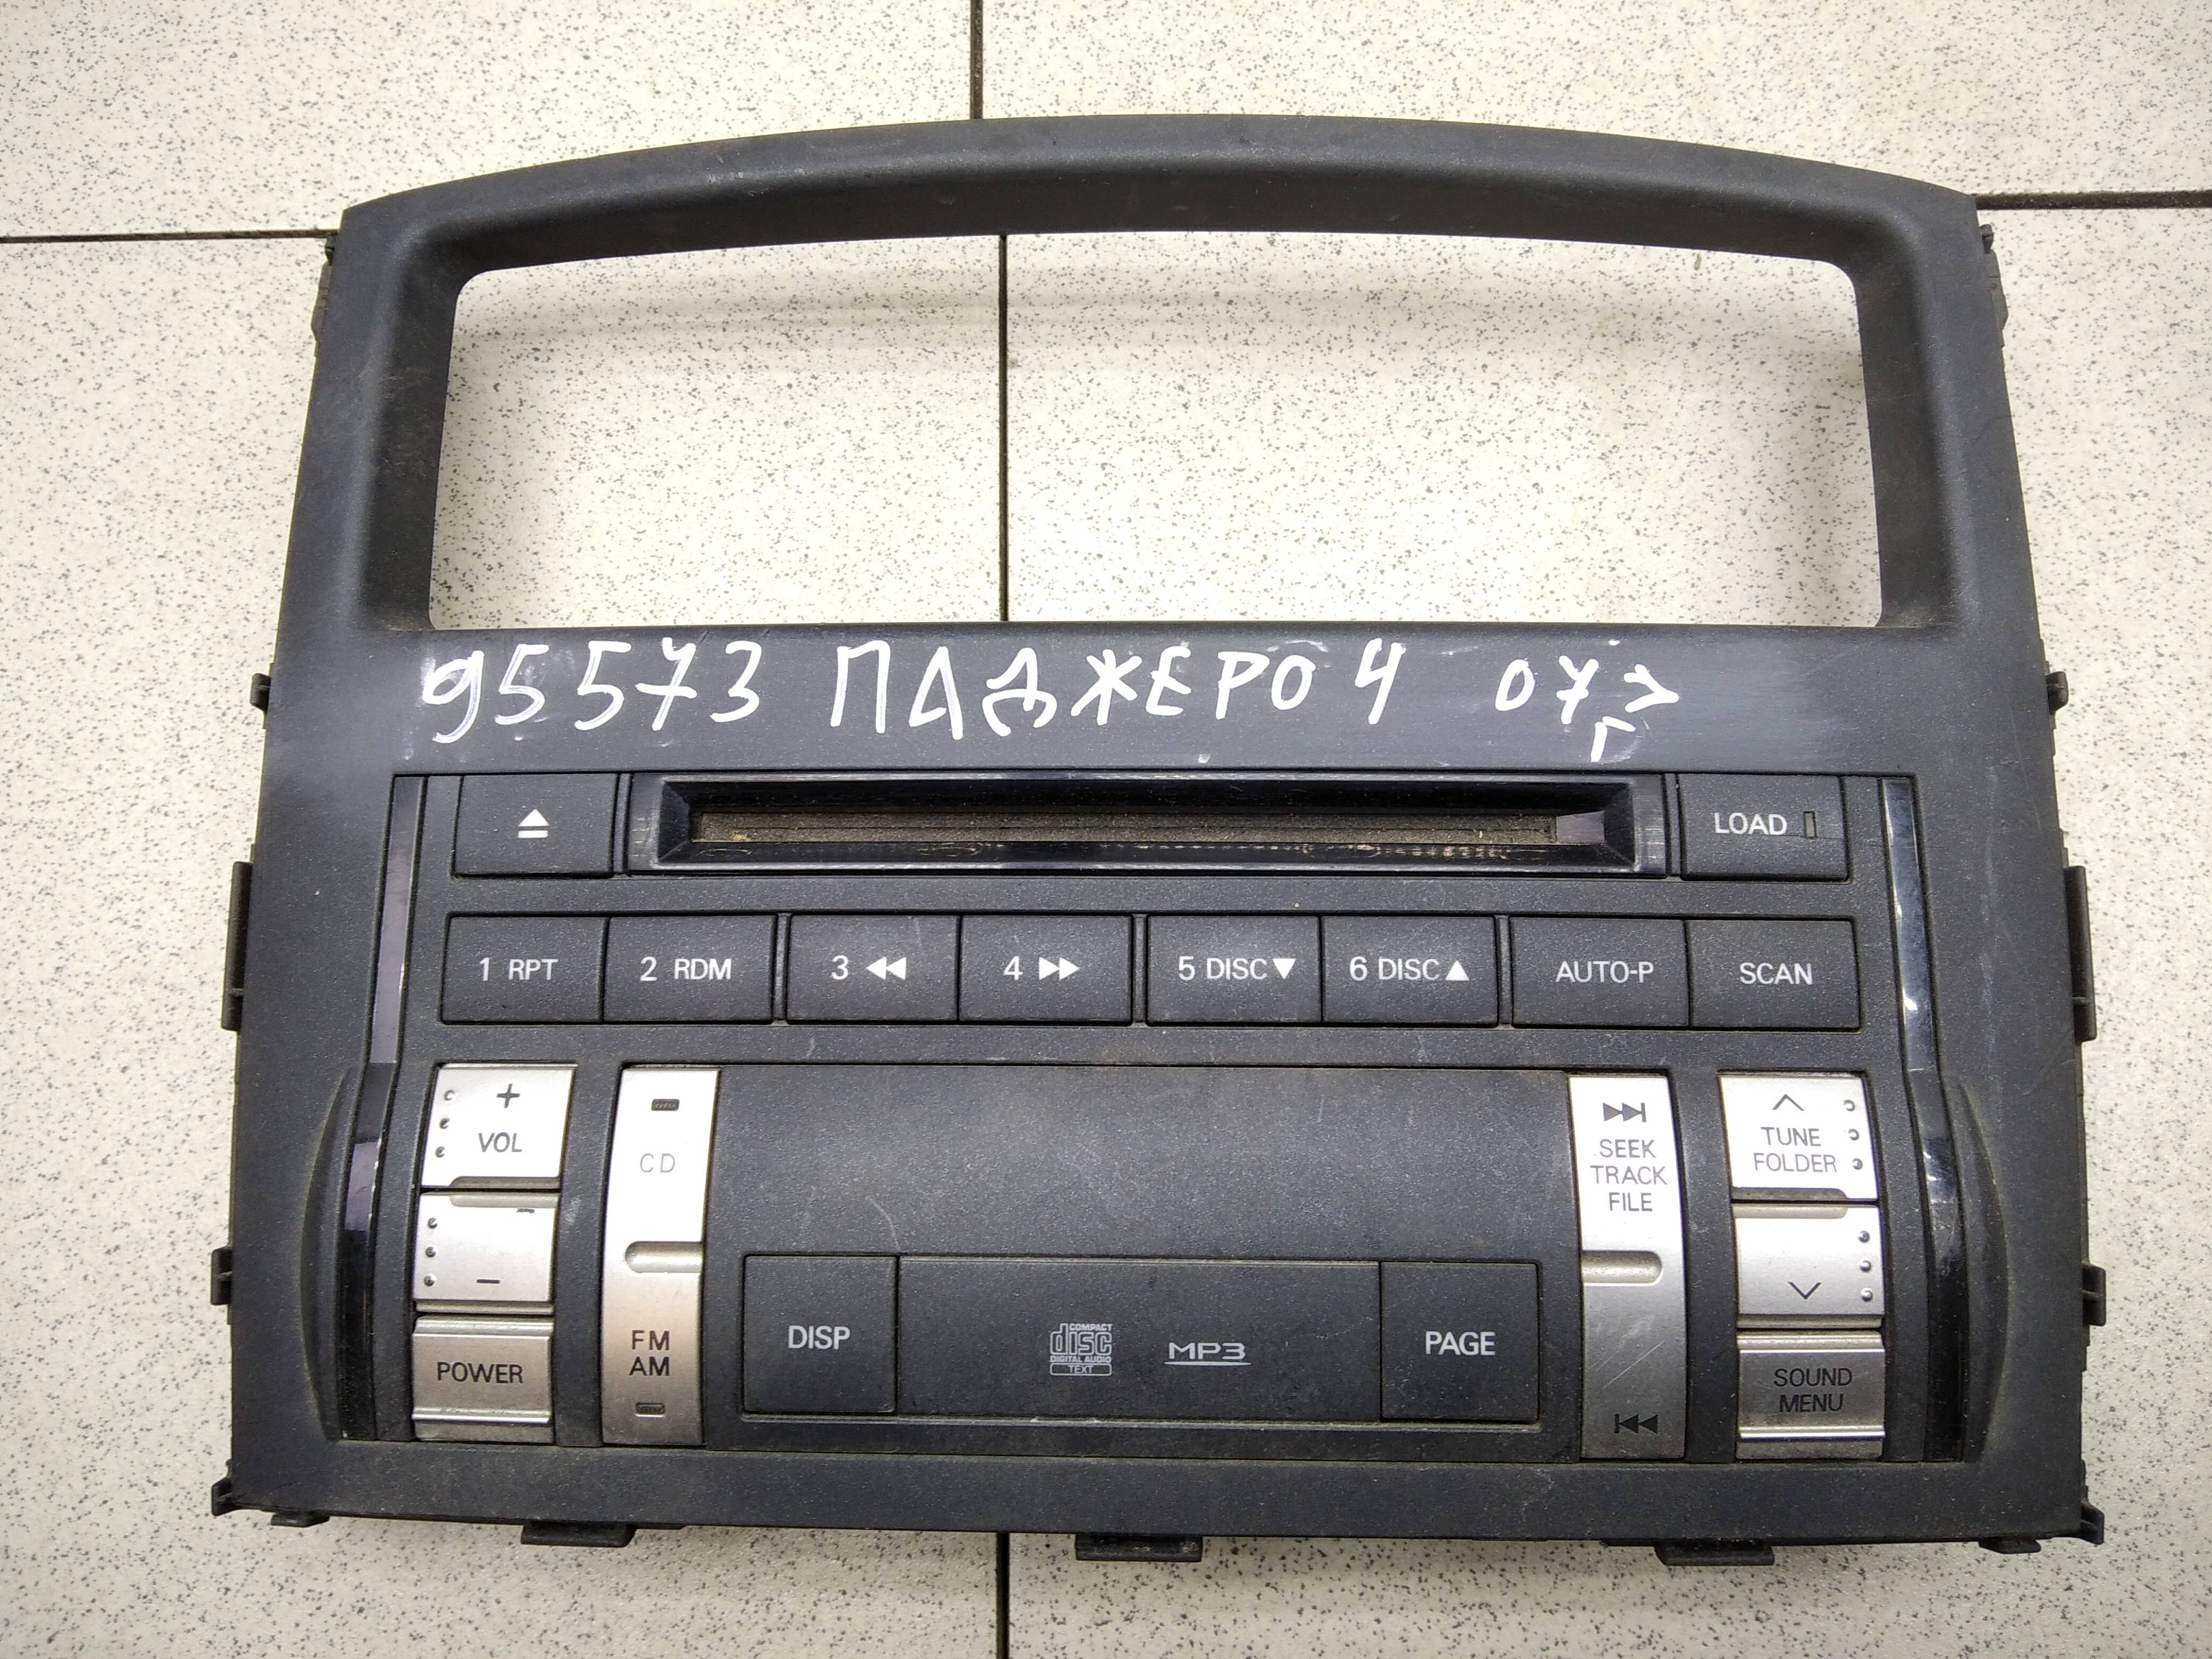 95573 ПАДЖЕРО 4 07г >
LOAD
1 RPT 2 RDM 3 ◀◀ 4 ▶▶ 5 DISC▼ 6 DISC▲ AUTO-P SCAN
+
VOL
−
POWER
CD
FM
AM
DISP
COMPACT
disc
DIGITAL AUDIO
TEXT
MP3
PAGE
SEEK
TRACK
FILE
TUNE
FOLDER
SOUND
MENU